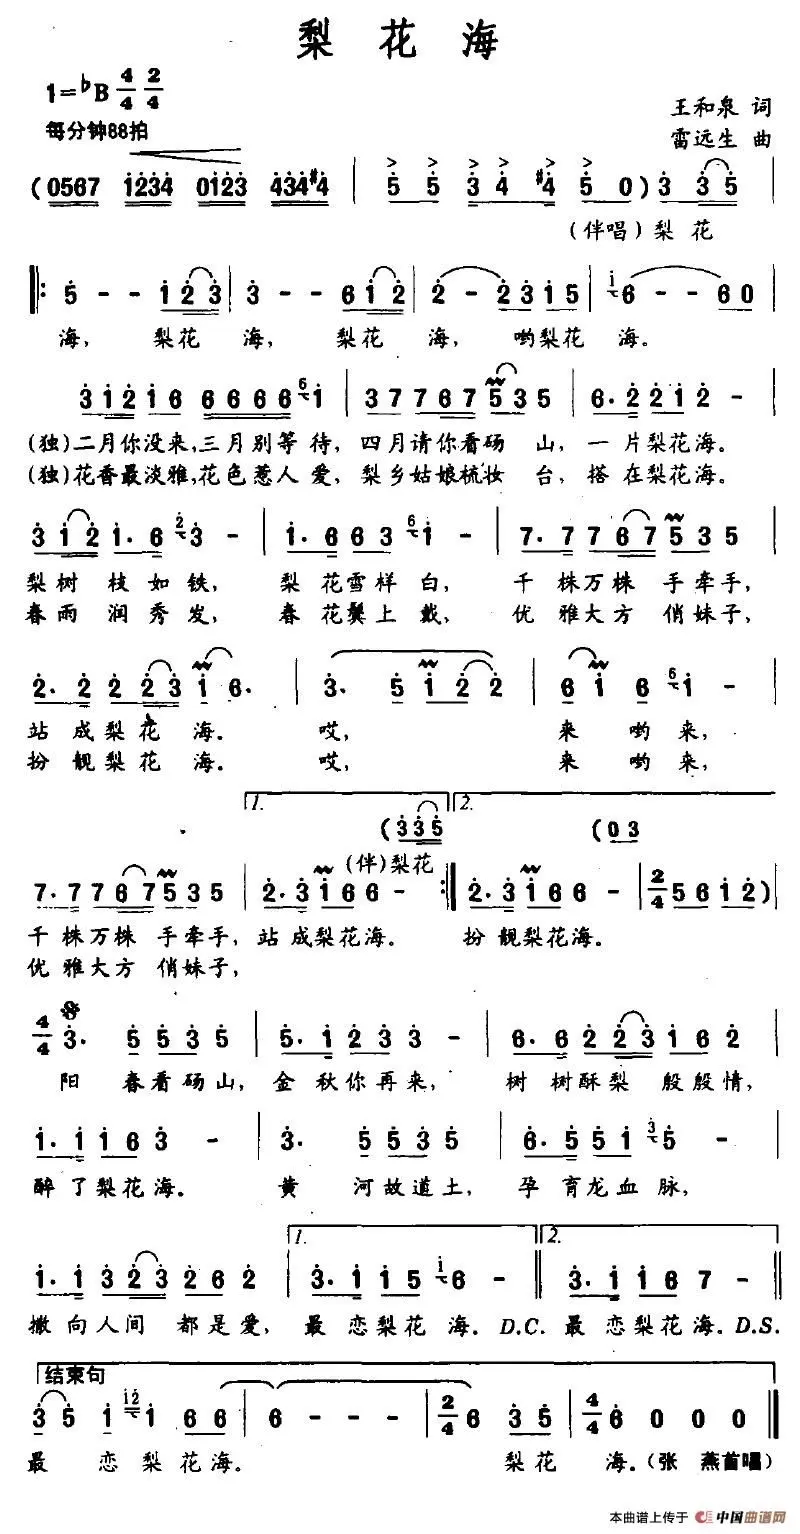 梨花海
1=♭B 4/4 2/4
每分钟88拍
王和泉 词
雷远生 曲
(0567 1234 0123 434#4 | 5 5 3 4 #4 5 0) 3 3 5
(伴唱)梨 花
5 - - 1 2 3 | 3 - - 6 1 2 | 2 - 2 3 1 5 | 6 - - 6 0
海, 梨花 海, 梨花 海, 哟梨花 海。
3 1 2 1 6 6 6 6 6 1 | 3 7 7 6 7 5 3 5 | 6· 2 2 1 2 -
(独)二月你没来,三月别等待,四月请你看砀 山, 一片梨花海。
(独)花香最淡雅,花色惹人爱, 梨乡姑娘梳妆 台, 搭在梨花海。
3 1 2 1· 6 3 - | 1· 6 6 3 1 - | 7· 7 7 6 7 5 3 5
梨树 枝如铁, 梨花雪样白, 千株万株 手牵手,
春雨 润秀发, 春花鬓上戴, 优雅大方 俏妹子,
2· 2 2 2 3 1 6· | 3· 5 1 2 2 | 6 1 6 1 -
站成梨花 海。 哎, 来 哟来,
扮靓梨花 海。 哎, 来 哟来,
1. 2.
(3 3 5 (0 3
(伴)梨花
7· 7 7 6 7 5 3 5 | 2· 3 1 6 6 - :| 2· 3 1 6 6 - | 2/4 5 6 1 2)
千株万株 手牵手, 站成梨花海。 扮靓梨花海。
优雅大方 俏妹子,
4/4 3· 5 5 3 5 | 5· 1 2 3 3 - | 6· 6 2 2 3 1 6 2
阳 春看砀山, 金秋你再来, 树树酥梨 殷殷情,
1· 1 1 6 3 - | 3· 5 5 3 5 | 6· 5 5 1 5 -
醉了梨花海。 黄 河故道土, 孕育龙血脉,
1. 2.
1· 1 3 2 3 2 6 2 | 3· 1 1 5 6 - | 3· 1 1 6 7 -
撒向人间 都是爱, 最恋梨花海。D.C. 最恋梨花海。D.S.
结束句
3 5 1 1 6 6 | 6 - - - | 2/4 6 3 5 | 4/4 6 0 0 0
最 恋梨花海。 梨花 海。(张 燕首唱)
本曲谱上传于 中国曲谱网